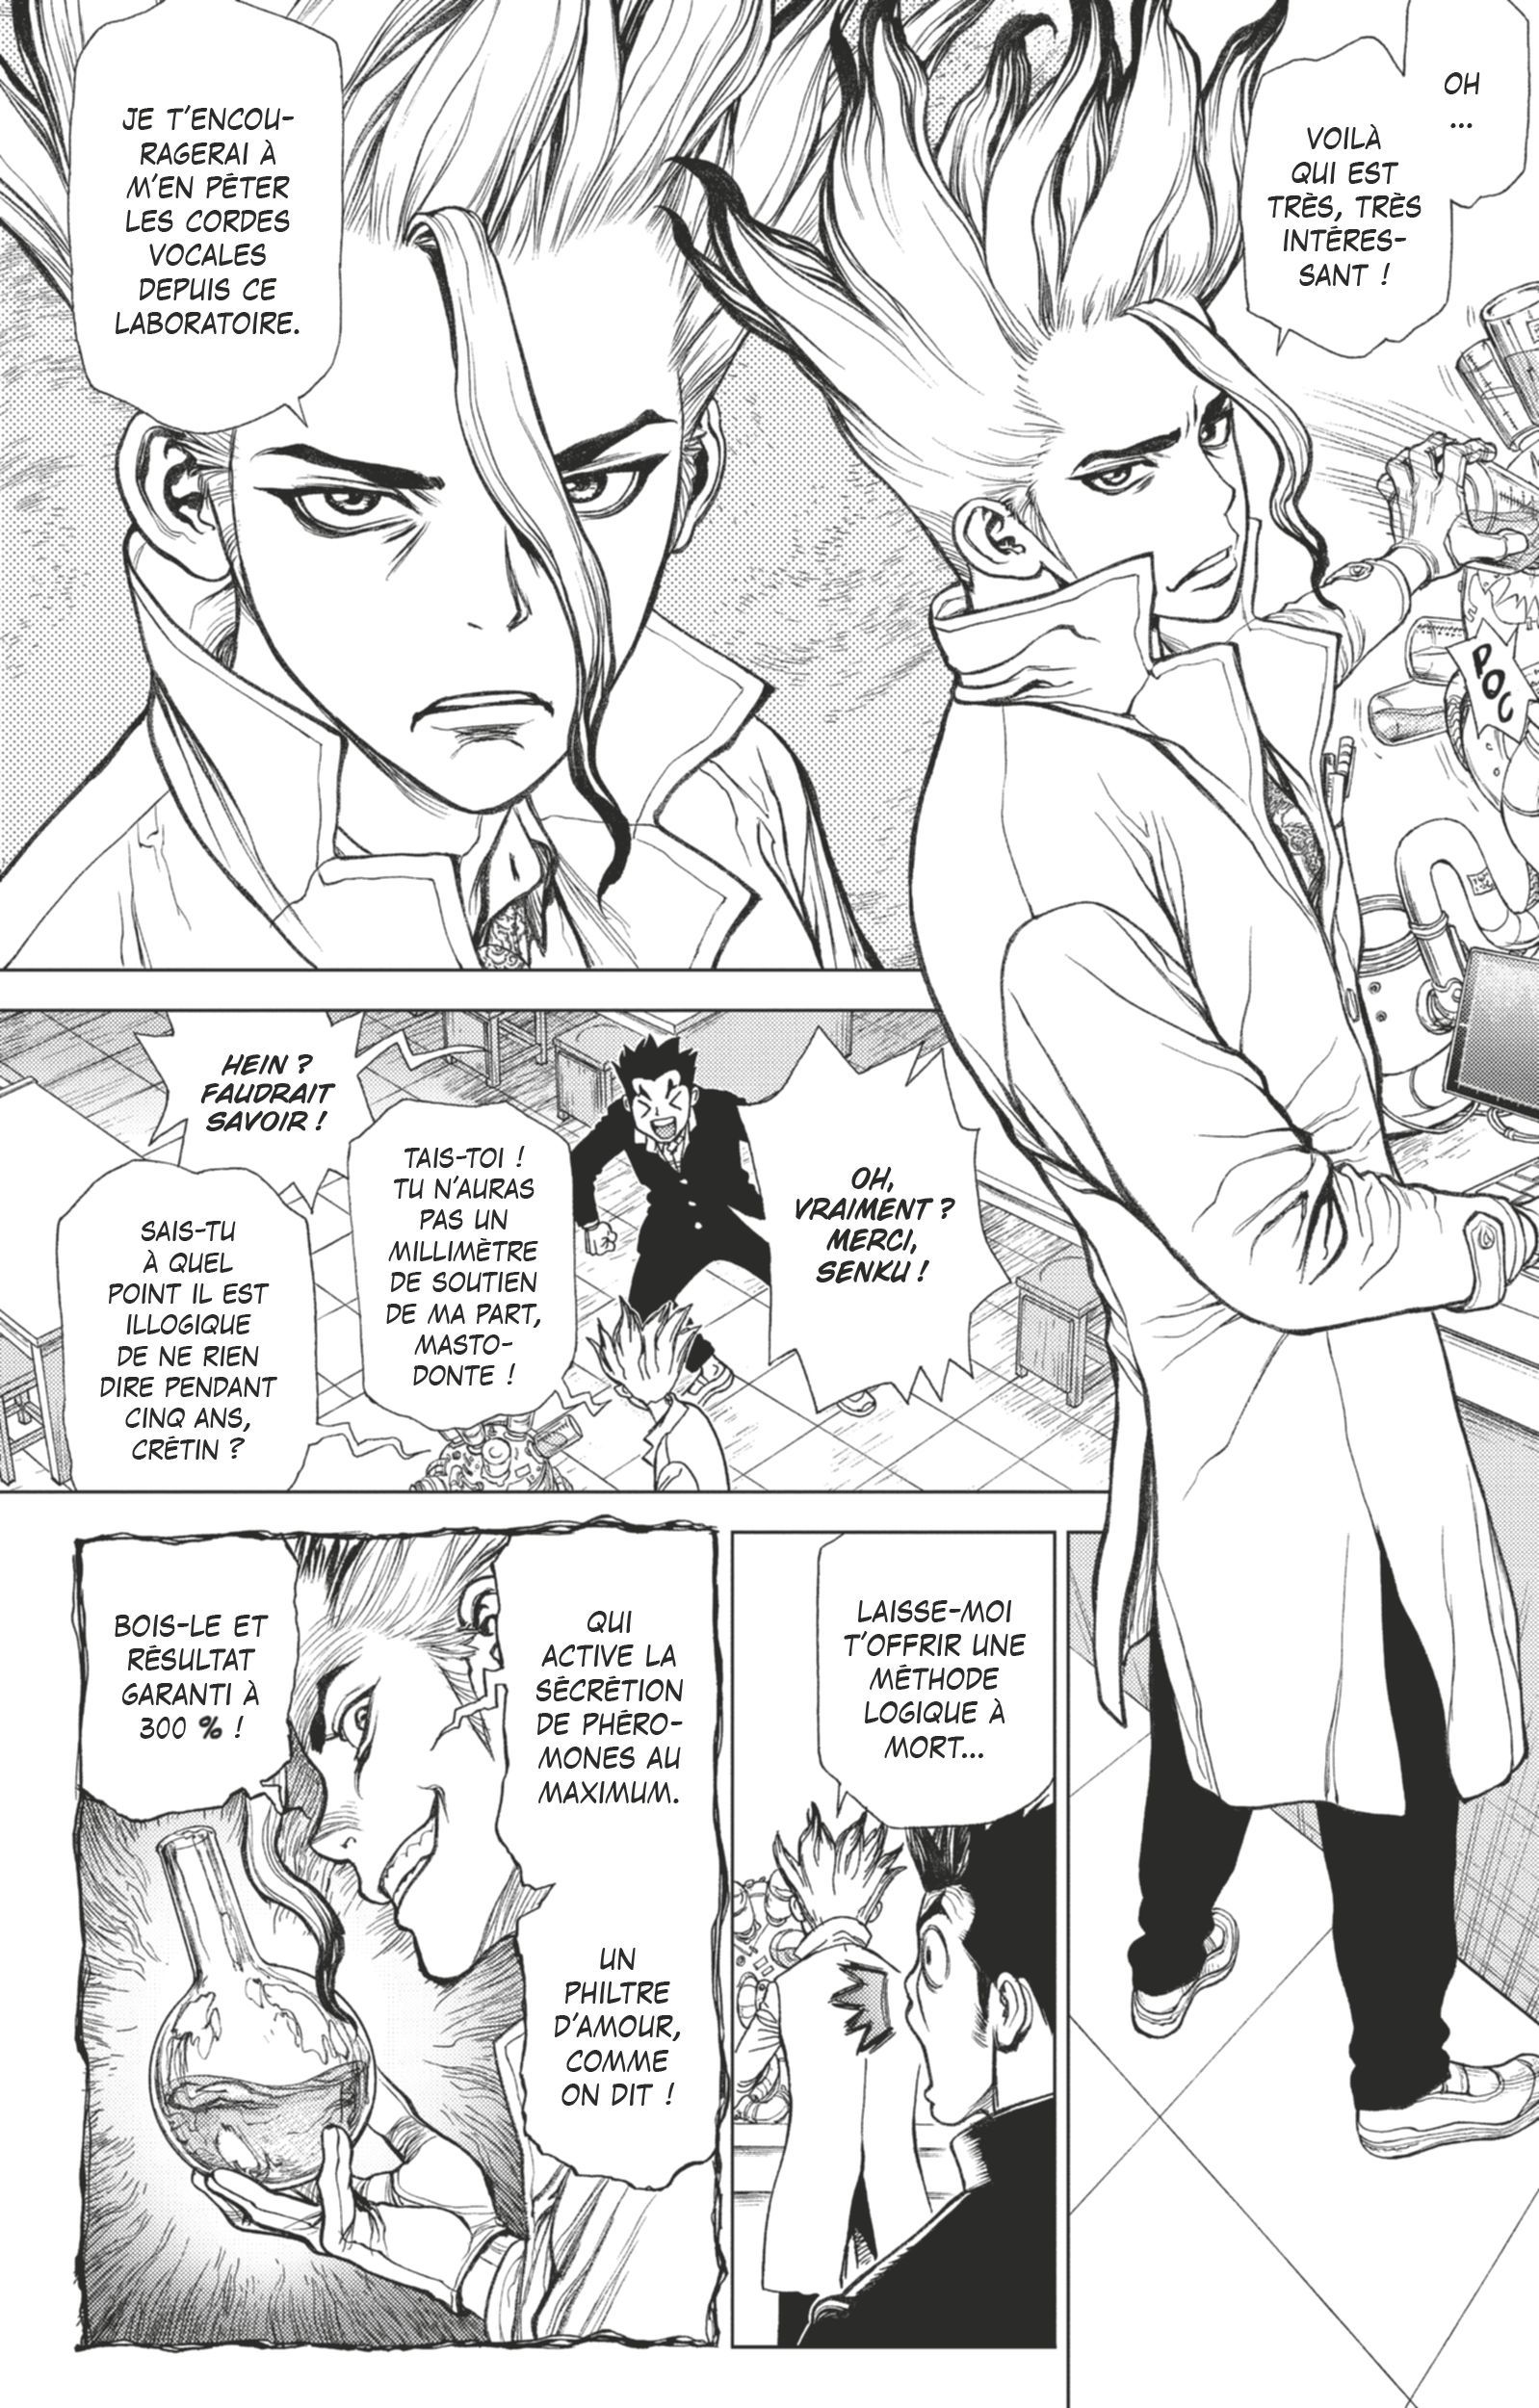 OH
...
VOILÀ
QUI EST
TRÈS, TRÈS
INTÉRES-
SANT !
POC
JE T'ENCOU-
RAGERAI À
M'EN PÉTER
LES CORDES
VOCALES
DEPUIS CE
LABORATOIRE.
OH,
VRAIMENT ?
MERCI,
SENKU !
TAIS-TOI !
TU N'AURAS
PAS UN
MILLIMÈTRE
DE SOUTIEN
DE MA PART,
MASTO-
DONTE !
HEIN ?
FAUDRAIT
SAVOIR !
SAIS-TU
À QUEL
POINT IL EST
ILLOGIQUE
DE NE RIEN
DIRE PENDANT
CINQ ANS,
CRÉTIN ?
LAISSE-MOI
T'OFFRIR UNE
MÉTHODE
LOGIQUE À
MORT...
QUI
ACTIVE LA
SÉCRÉTION
DE PHÉRO-
MONES AU
MAXIMUM.
UN
PHILTRE
D'AMOUR,
COMME
ON DIT !
BOIS-LE ET
RÉSULTAT
GARANTI À
300 % !